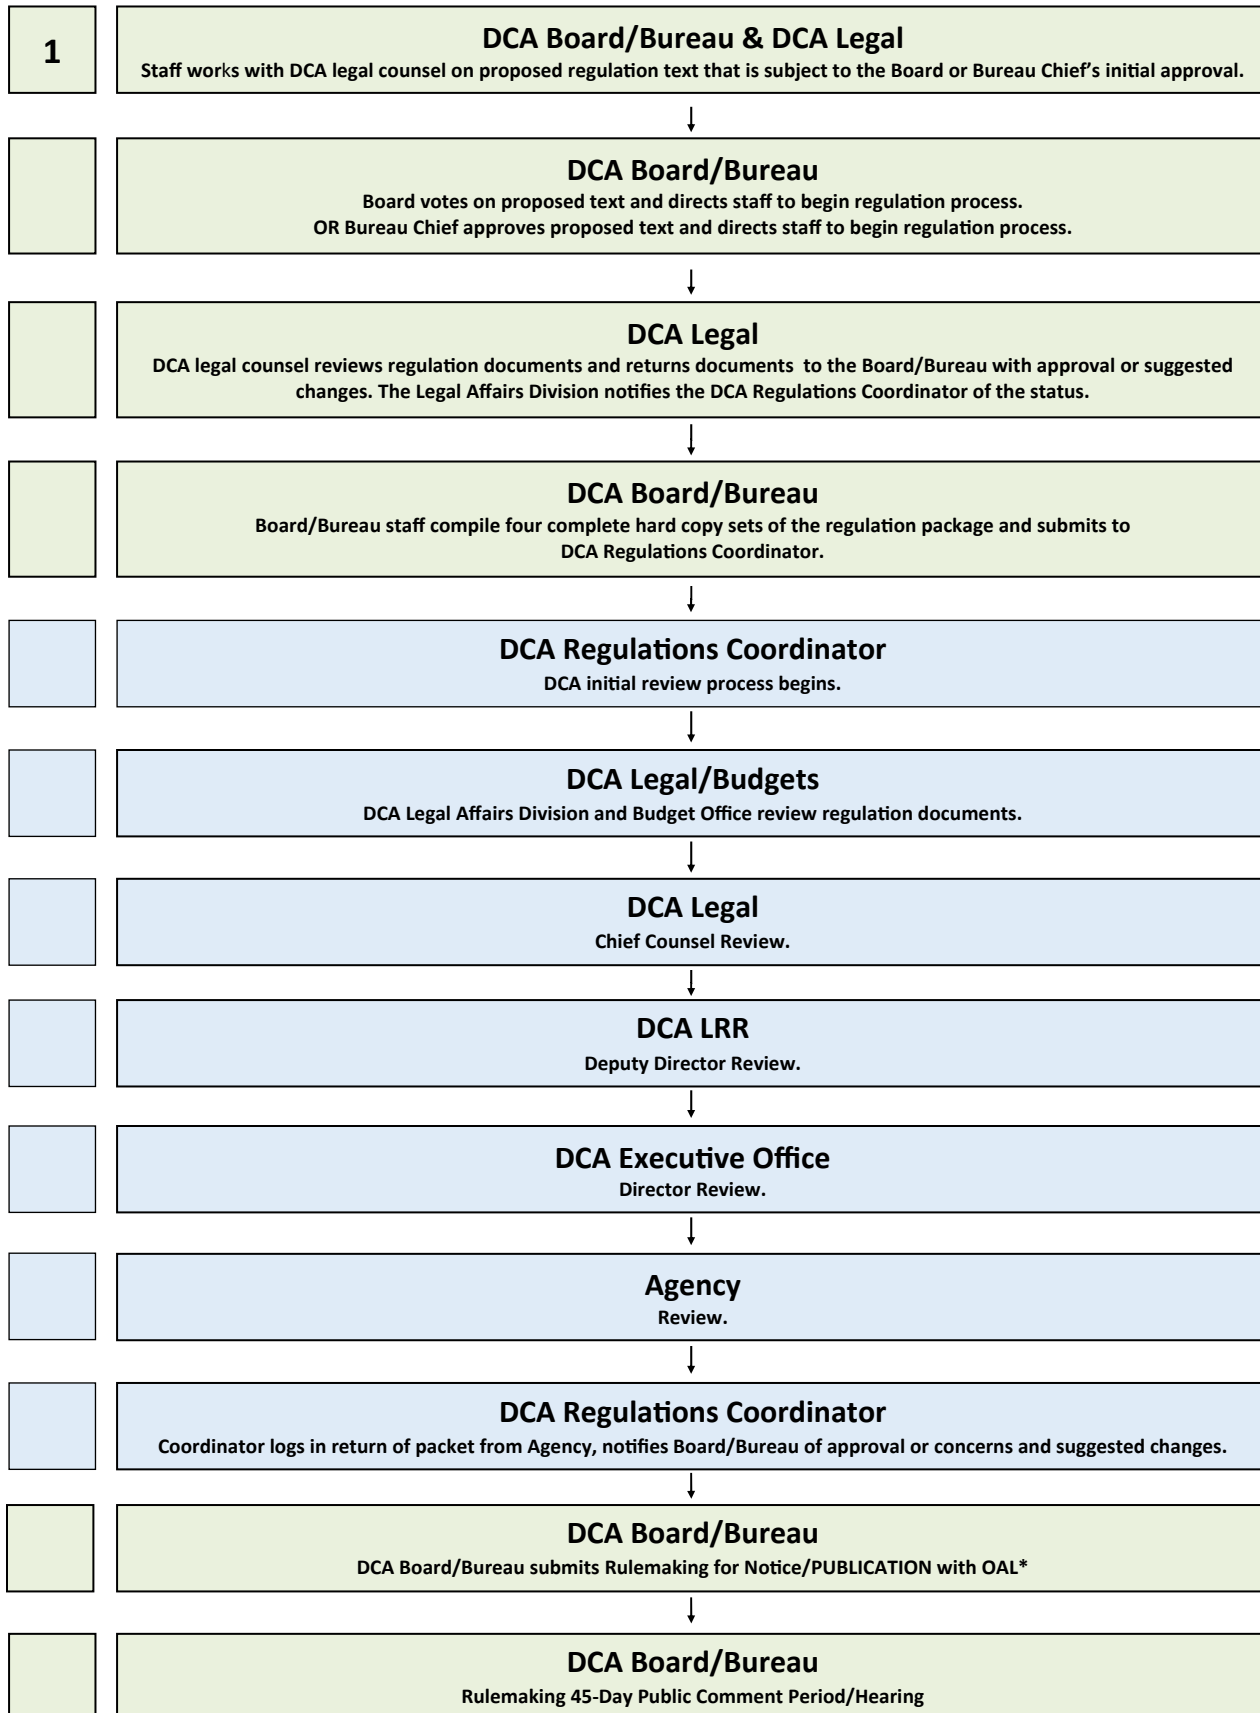 1
DCA Board/Bureau & DCA Legal
Staff works with DCA legal counsel on proposed regulation text that is subject to the Board or Bureau Chief's initial approval.
DCA Board/Bureau
Board votes on proposed text and directs staff to begin regulation process.
OR Bureau Chief approves proposed text and directs staff to begin regulation process.
DCA Legal
DCA legal counsel reviews regulation documents and returns documents to the Board/Bureau with approval or suggested
changes. The Legal Affairs Division notifies the DCA Regulations Coordinator of the status.
DCA Board/Bureau
Board/Bureau staff compile four complete hard copy sets of the regulation package and submits to
DCA Regulations Coordinator.
DCA Regulations Coordinator
DCA initial review process begins.
DCA Legal/Budgets
DCA Legal Affairs Division and Budget Office review regulation documents.
DCA Legal
Chief Counsel Review.
DCA LRR
Deputy Director Review.
DCA Executive Office
Director Review.
Agency
Review.
DCA Regulations Coordinator
Coordinator logs in return of packet from Agency, notifies Board/Bureau of approval or concerns and suggested changes.
DCA Board/Bureau
DCA Board/Bureau submits Rulemaking for Notice/PUBLICATION with OAL*
DCA Board/Bureau
Rulemaking 45-Day Public Comment Period/Hearing